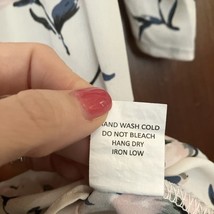 HAND WASH COLD
DO NOT BLEACH
HANG DRY
IRON LOW